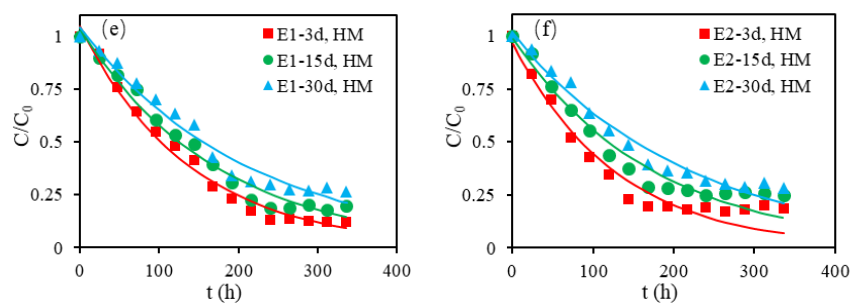 (e)
E1-3d, HM
E1-15d, HM
E1-30d, HM
C/C0
1
0.75
0.5
0.25
0
0 100 200 300 400
t (h)
(f)
E2-3d, HM
E2-15d, HM
E2-30d, HM
C/C0
1
0.75
0.5
0.25
0
0 100 200 300 400
t (h)